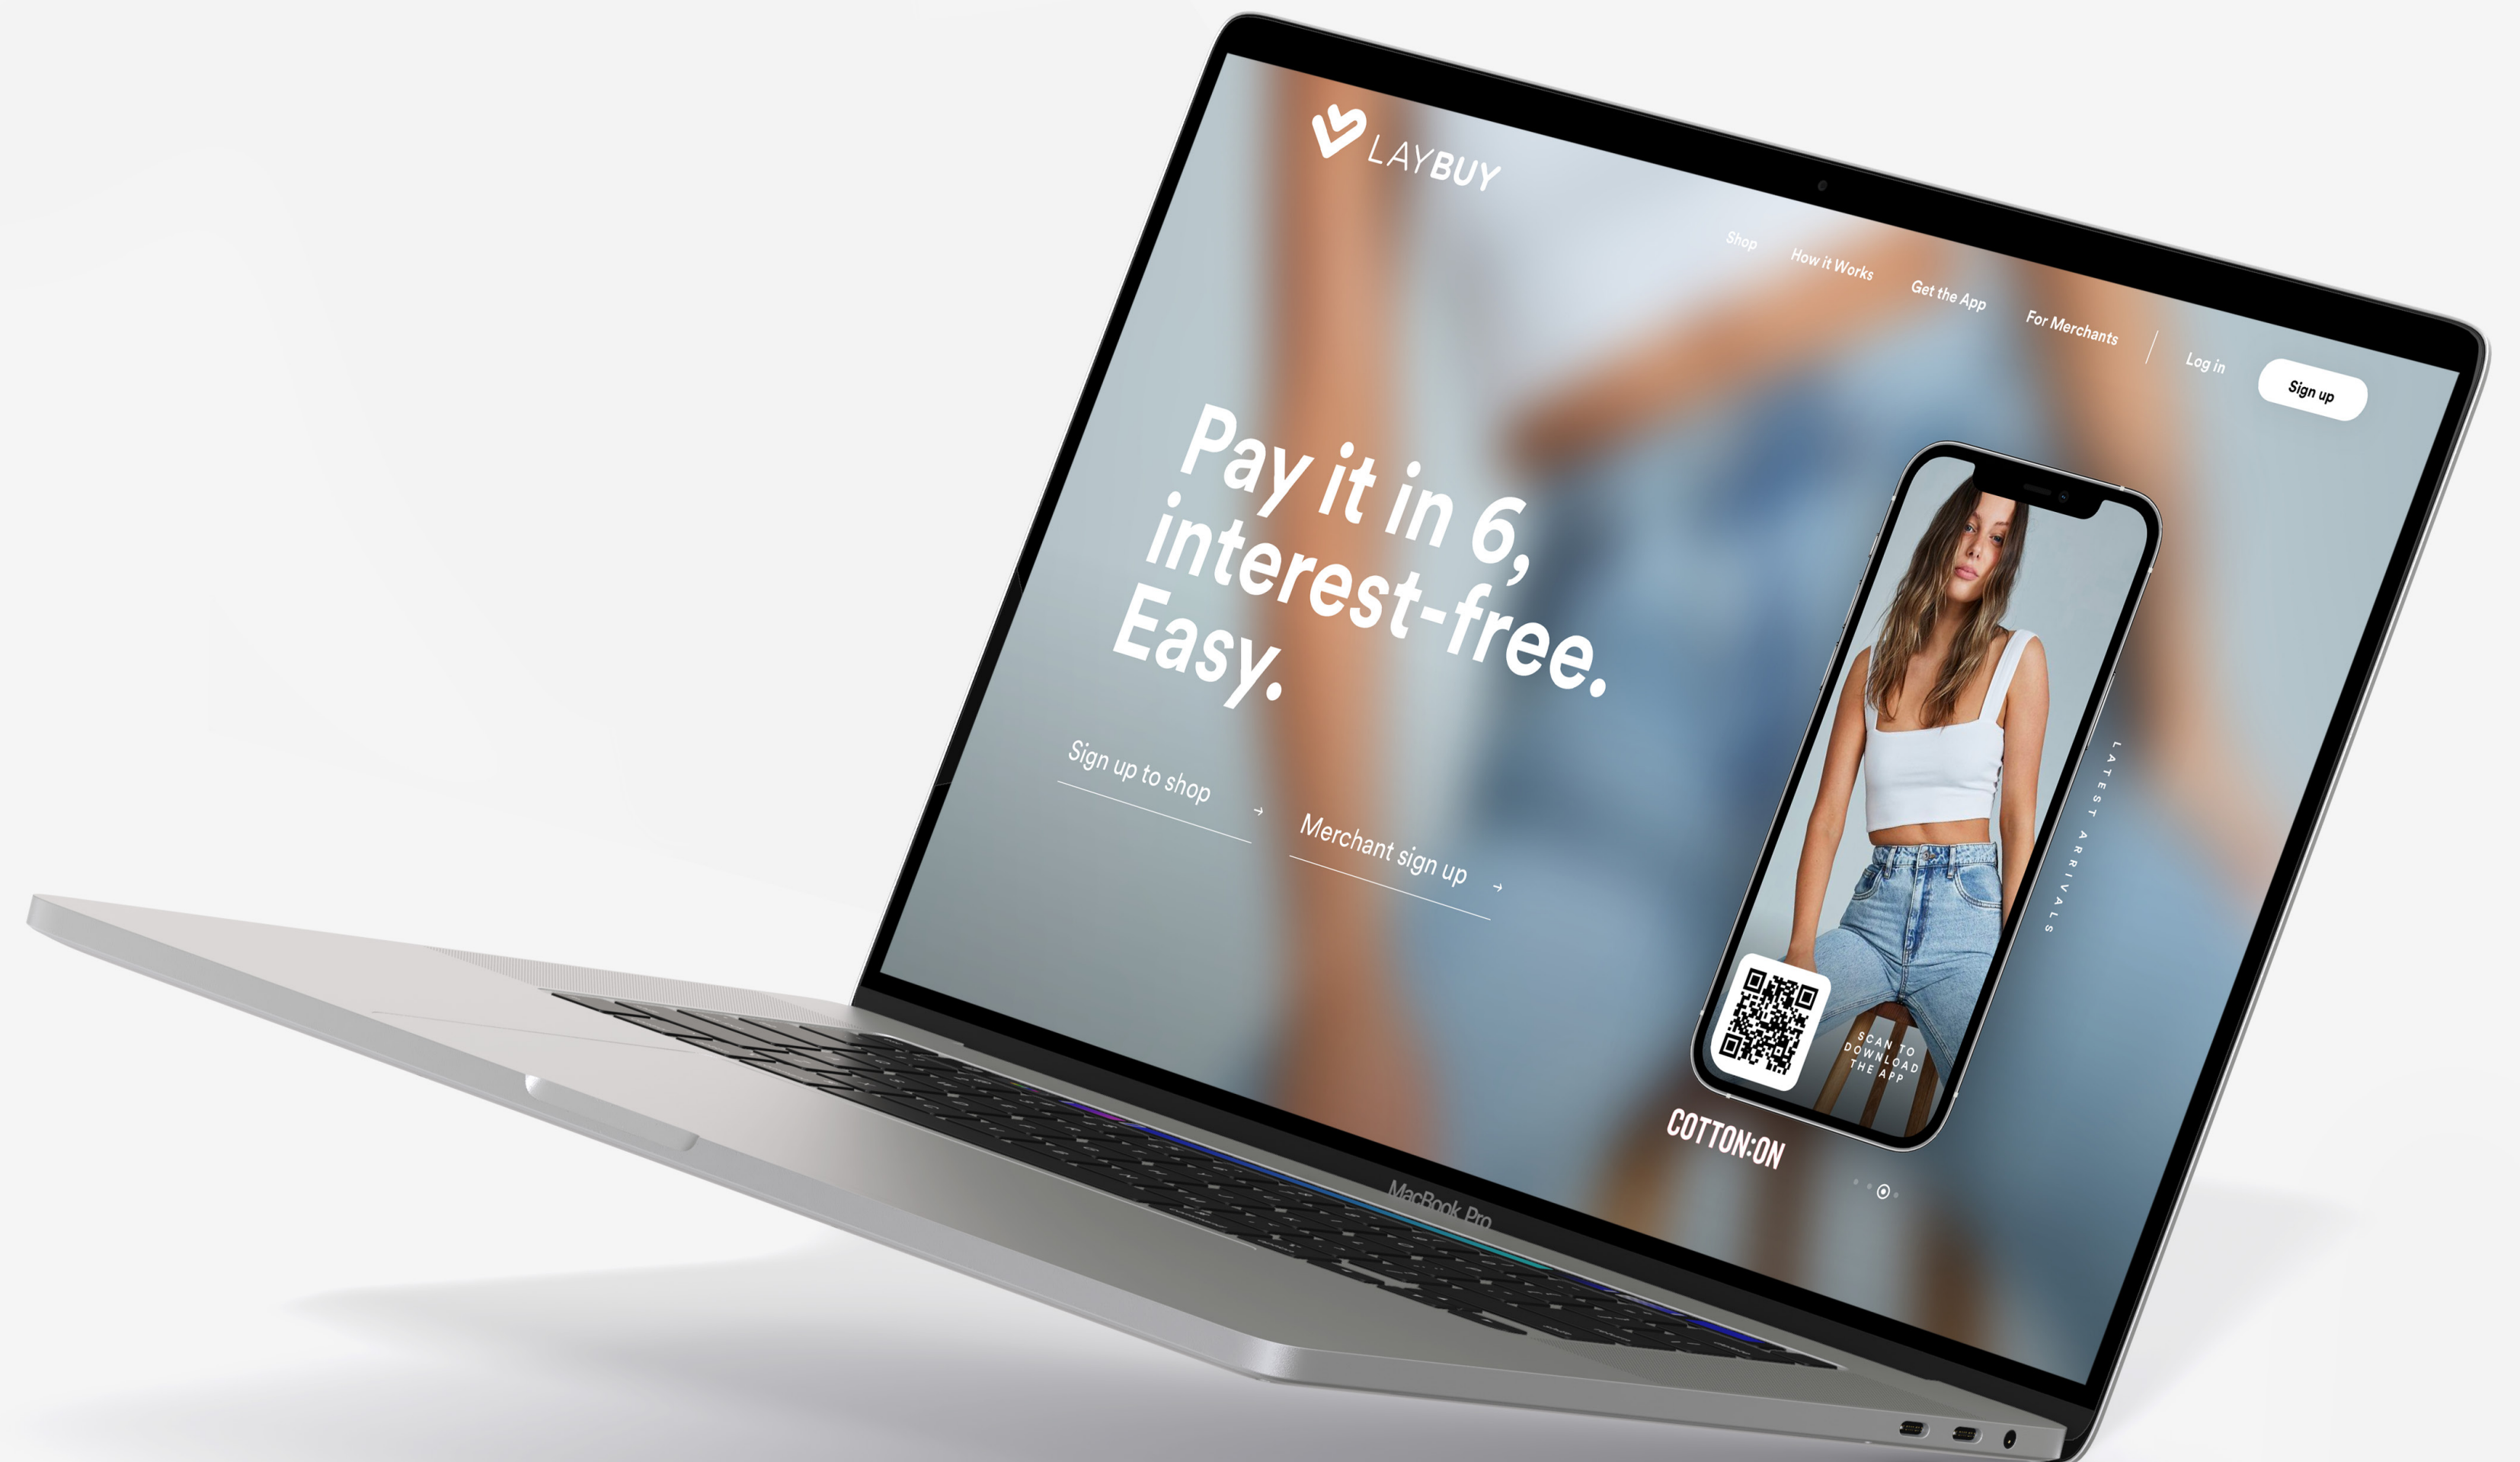 LAYBUY
Shop
How it Works
Get the App
For Merchants
Log in
Sign up
Pay it in 6,
interest-free.
Easy.
Sign up to shop →
Merchant sign up →
LATEST ARRIVALS
SCAN TO
DOWNLOAD
THE APP
COTTON:ON
MacBook Pro